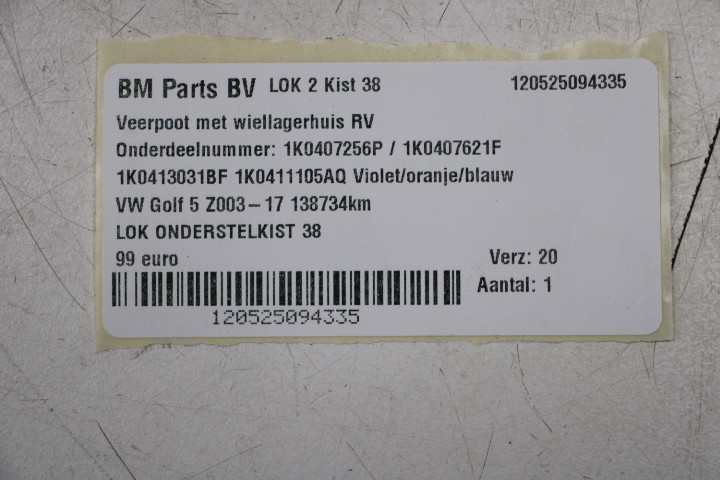 BM Parts BV LOK 2 Kist 38 120525094335
Veerpoot met wiellagerhuis RV
Onderdeelnummer: 1K0407256P / 1K0407621F
1K0413031BF 1K0411105AQ Violet/oranje/blauw
VW Golf 5 Z003-17 138734km
LOK ONDERSTELKIST 38
99 euro Verz: 20
Aantal: 1
120525094335